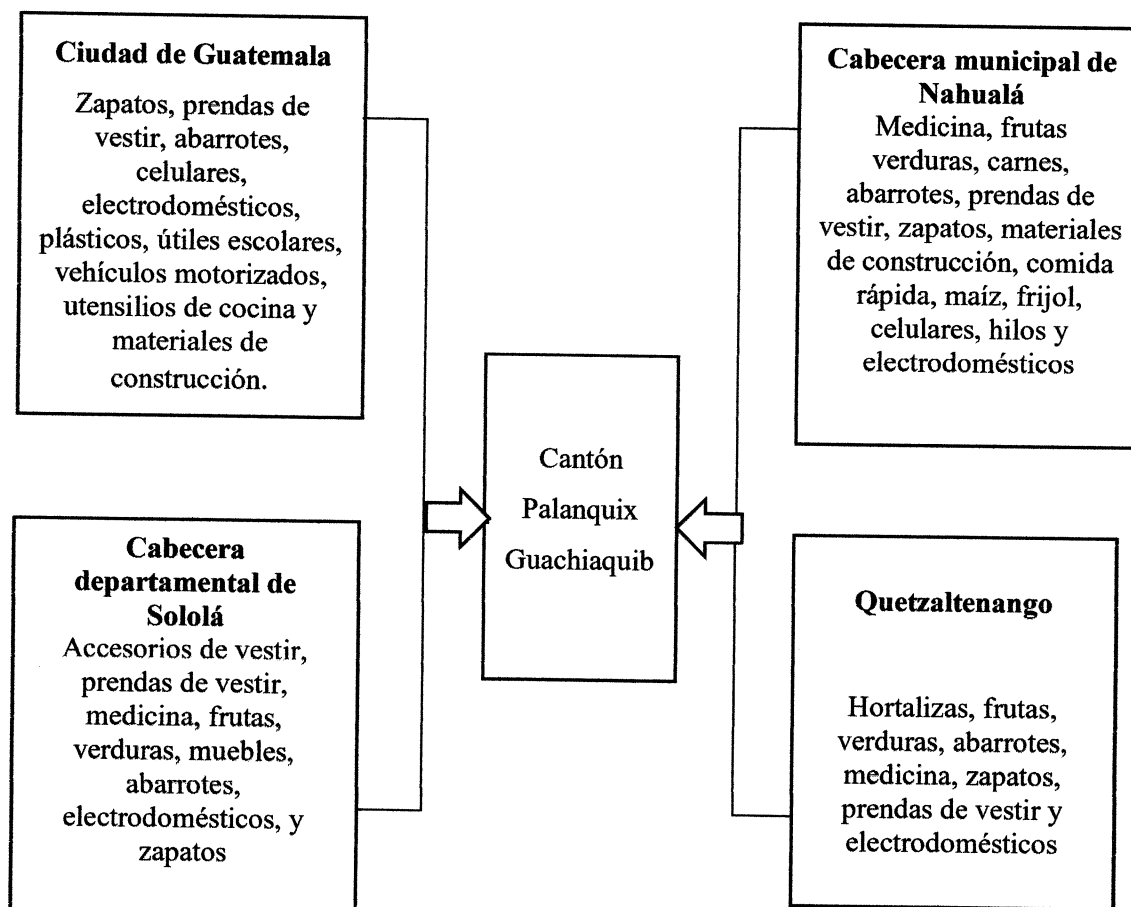 Ciudad de Guatemala
Zapatos, prendas de
vestir, abarrotes,
celulares,
electrodomésticos,
plásticos, útiles escolares,
vehículos motorizados,
utensilios de cocina y
materiales de
construcción.
Cabecera
departamental de
Sololá
Accesorios de vestir,
prendas de vestir,
medicina, frutas,
verduras, muebles,
abarrotes,
electrodomésticos, y
zapatos
Cantón
Palanquix
Guachiaquib
Cabecera municipal de
Nahualá
Medicina, frutas
verduras, carnes,
abarrotes, prendas de
vestir, zapatos, materiales
de construcción, comida
rápida, maíz, frijol,
celulares, hilos y
electrodomésticos
Quetzaltenango
Hortalizas, frutas,
verduras, abarrotes,
medicina, zapatos,
prendas de vestir y
electrodomésticos